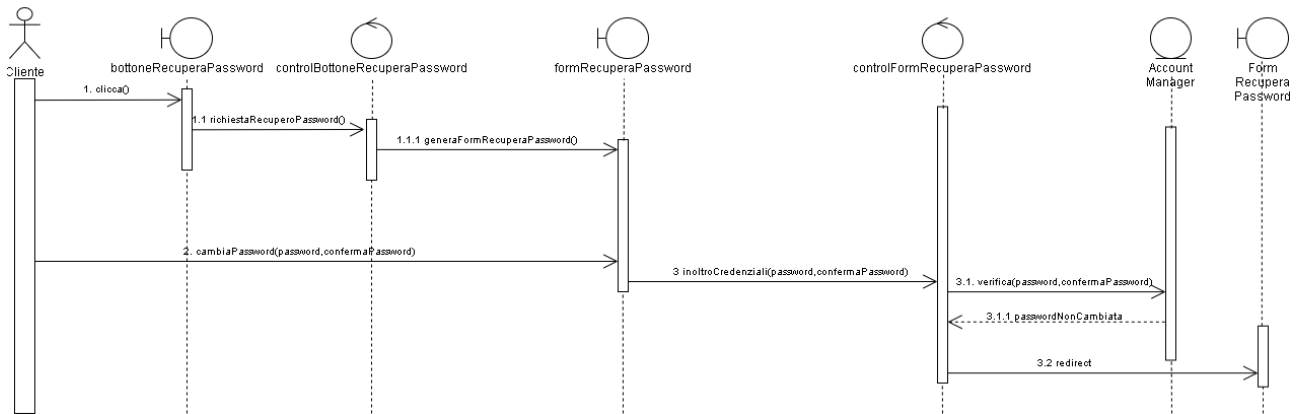 Cliente
bottoneRecuperaPassword
controlBottoneRecuperaPassword
formRecuperaPassword
controlFormRecuperaPassword
Account
Manager
Form
Recupera
Password
1. clicca()
1.1 richiestaRecuperoPassword()
1.1.1 generaFormRecuperaPassword()
2. cambiaPassword(password,confermaPassword)
3 inoltroCredenziali(password,confermaPassword)
3.1. verifica(password,confermaPassword)
3.1.1 passwordNonCambiata
3.2 redirect